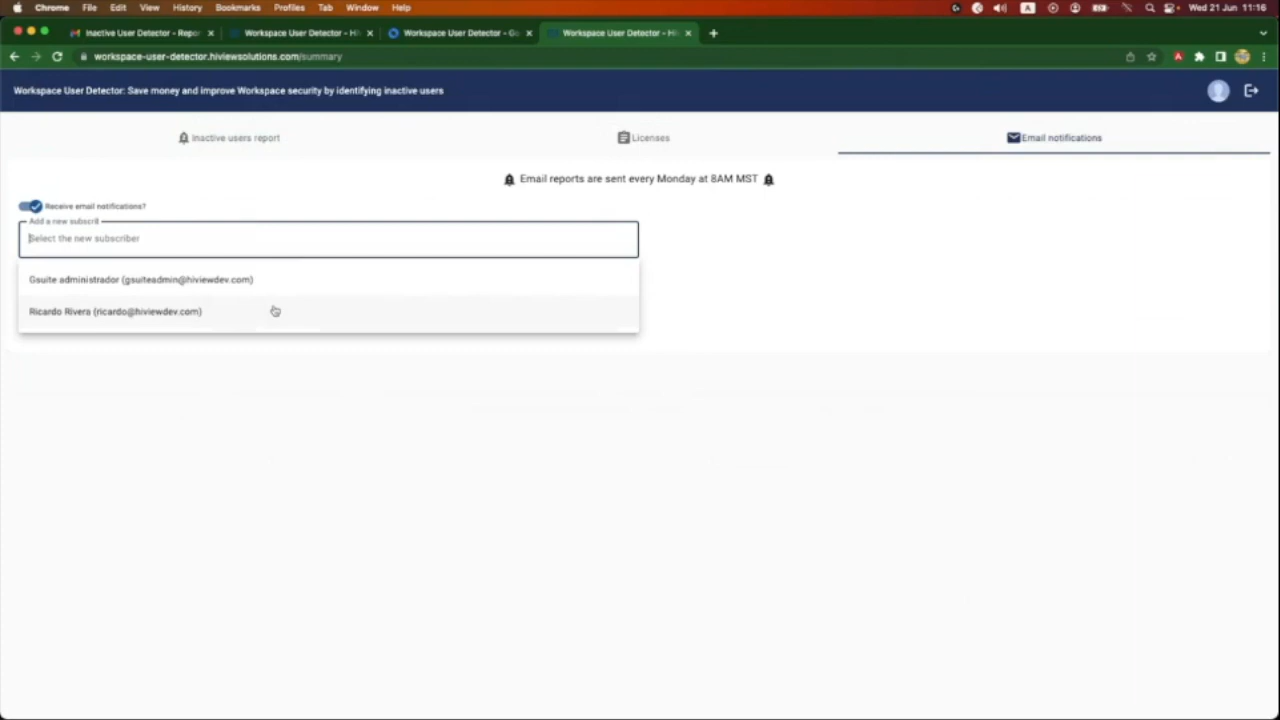 Chrome File Edit View History Bookmarks Profiles Tab Window Help
A
Wed 21 Jun 11:16
Inactive User Detector - Repor
Workspace User Detector - Hi
Workspace User Detector - Go
Workspace User Detector - Hi
workspace-user-detector.hiviewsolutions.com/summary
Workspace User Detector: Save money and improve Workspace security by identifying inactive users
Inactive users report
Licenses
Email notifications
Email reports are sent every Monday at 8AM MST
Receive email notifications?
Add a new subscrit
Select the new subscriber
Gsuite administrador (gsuiteadmin@hiviewdev.com)
Ricardo Rivera (ricardo@hiviewdev.com)